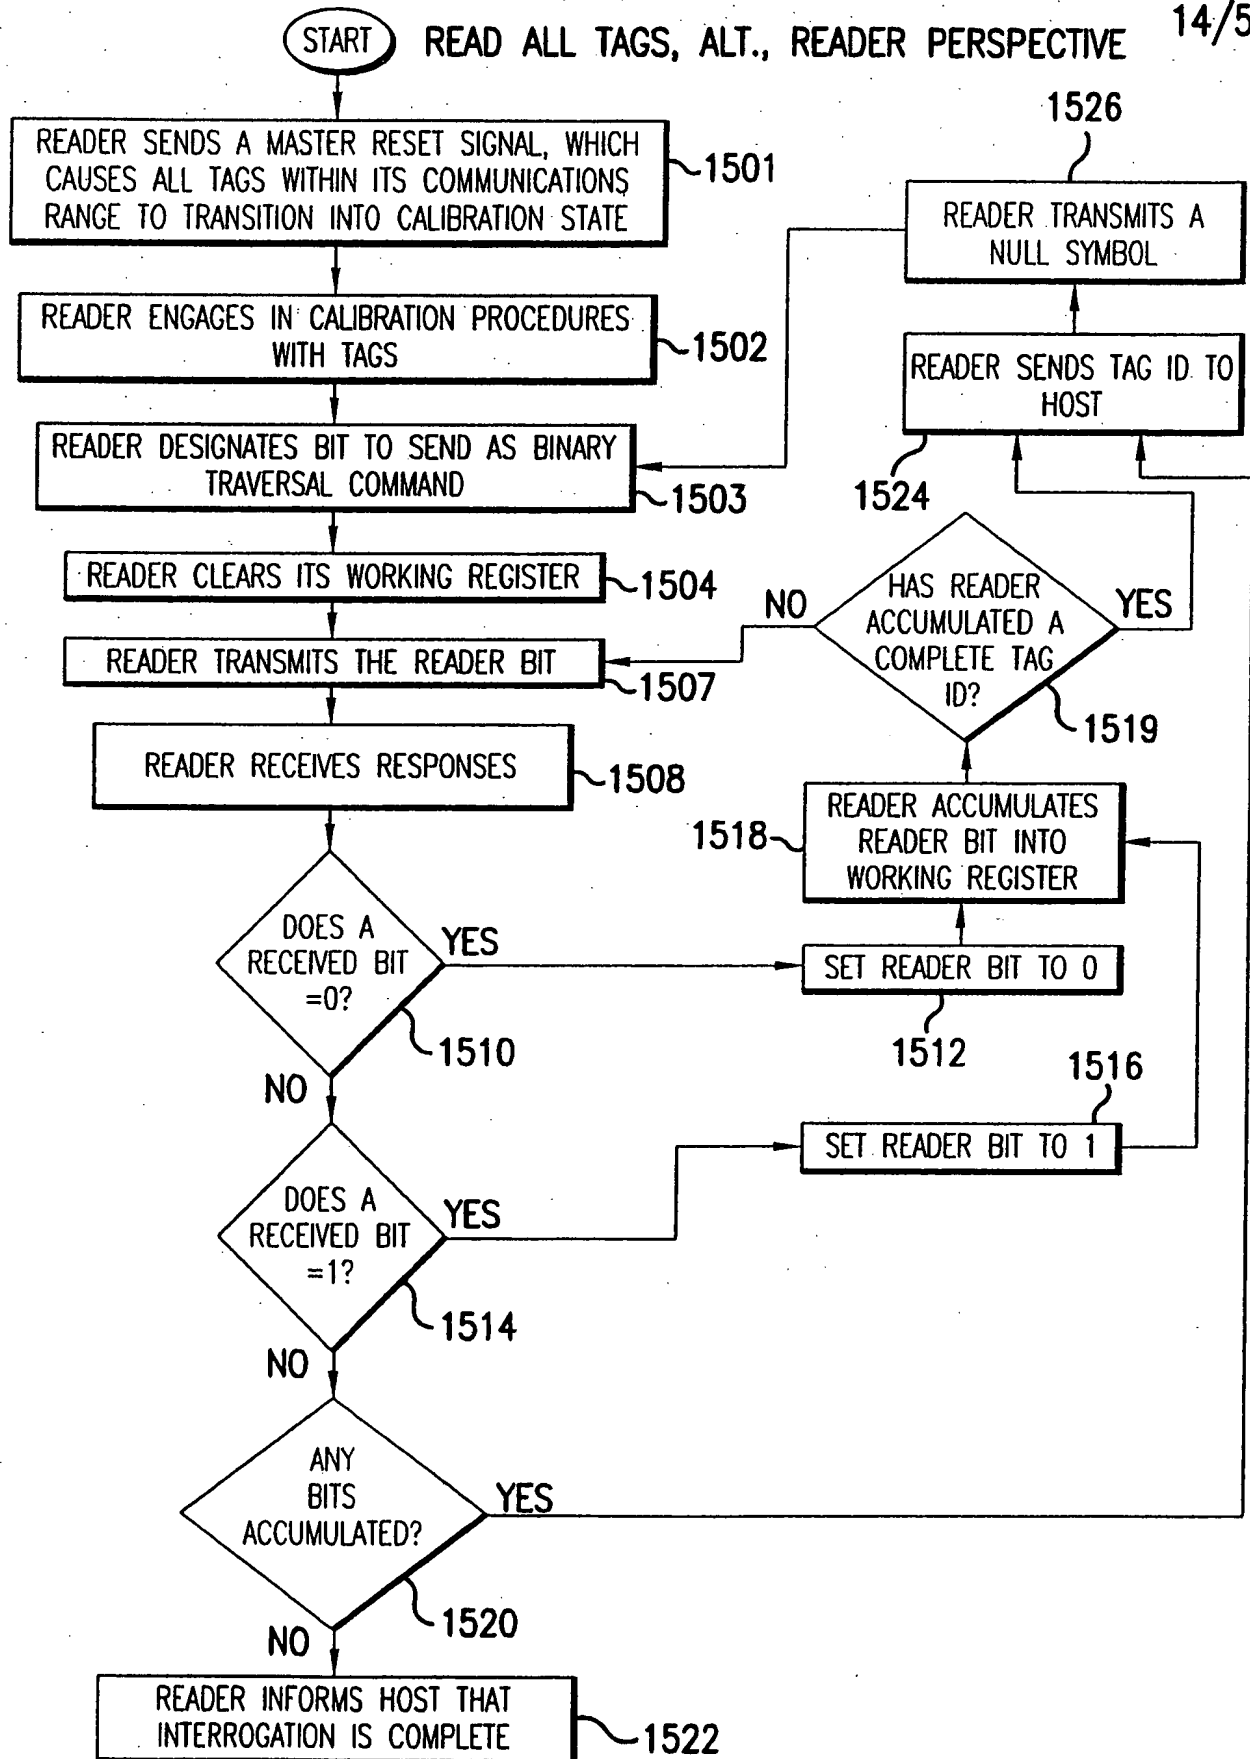 START
READ ALL TAGS, ALT., READER PERSPECTIVE
14/5
READER SENDS A MASTER RESET SIGNAL, WHICH
CAUSES ALL TAGS WITHIN ITS COMMUNICATIONS
RANGE TO TRANSITION INTO CALIBRATION STATE
1501
READER ENGAGES IN CALIBRATION PROCEDURES
WITH TAGS
1502
READER DESIGNATES BIT TO SEND AS BINARY
TRAVERSAL COMMAND
1503
READER CLEARS ITS WORKING REGISTER
1504
READER TRANSMITS THE READER BIT
1507
READER RECEIVES RESPONSES
1508
DOES A
RECEIVED BIT
=0?
YES
1510
NO
DOES A
RECEIVED BIT
=1?
YES
1514
NO
ANY
BITS
ACCUMULATED?
YES
1520
NO
READER INFORMS HOST THAT
INTERROGATION IS COMPLETE
1522
1526
READER TRANSMITS A
NULL SYMBOL
READER SENDS TAG ID TO
HOST
1524
HAS READER
ACCUMULATED A
COMPLETE TAG
ID?
NO
YES
1519
READER ACCUMULATES
READER BIT INTO
WORKING REGISTER
1518
SET READER BIT TO 0
1512
1516
SET READER BIT TO 1